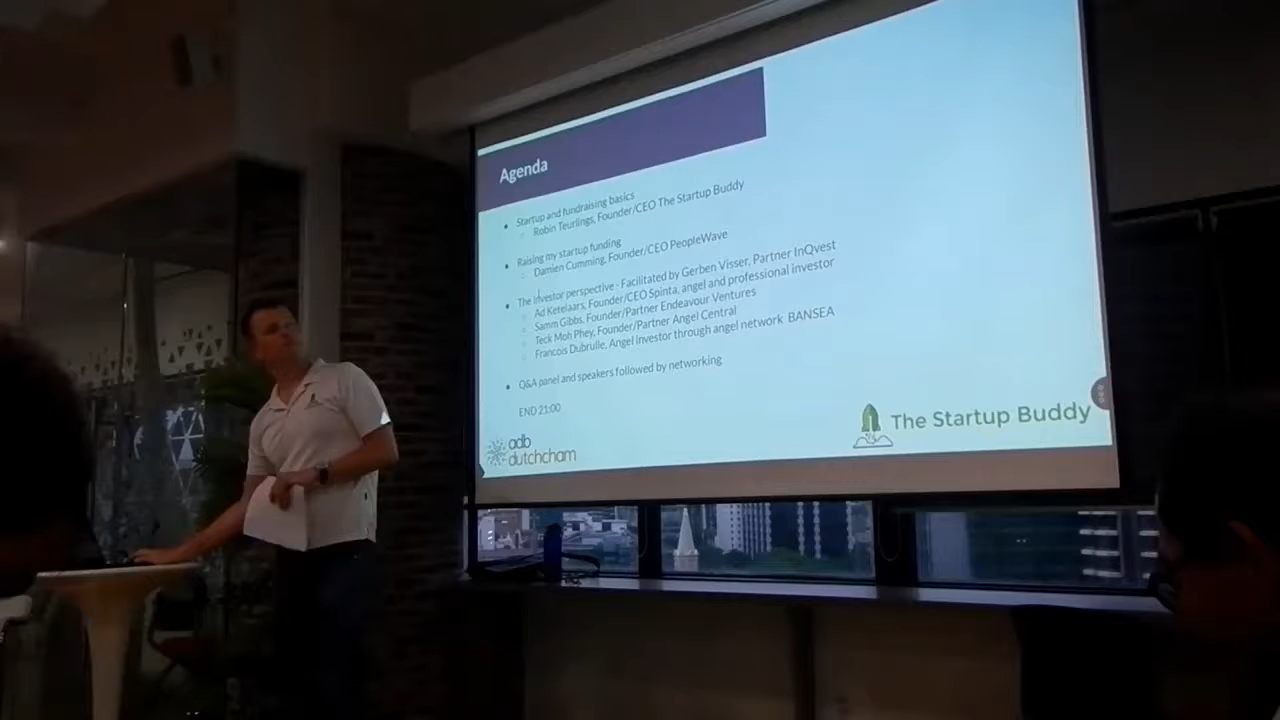 Agenda
Startup and fundraising basics
Robin Teurlings, Founder/CEO The Startup Buddy
Raising my startup funding
Damien Cumming, Founder/CEO PeopleWave
The investor perspective - Facilitated by Gerben Visser, Partner InQvest
Ad Ketelaars, Founder/CEO Spinta, angel and professional investor
Samm Gibbs, Founder/Partner Endeavour Ventures
Teck Moh Phey, Founder/Partner Angel Central
Francois Dubrulle, Angel investor through angel network BANSEA
Q&A panel and speakers followed by networking
END 21:00
adb
dutchcham
The Startup Buddy